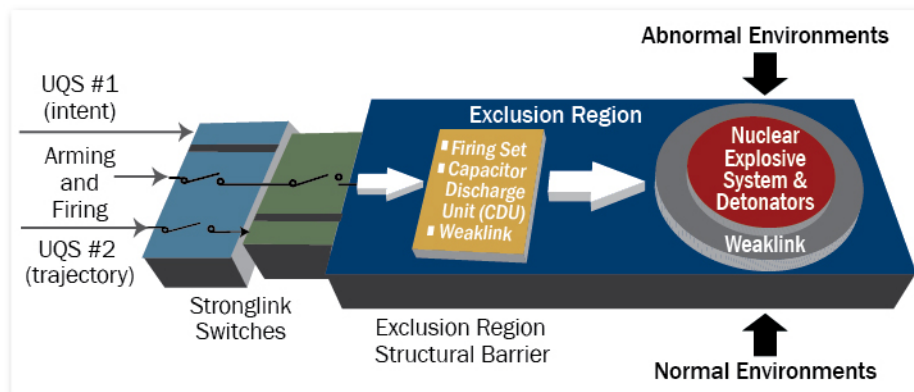 Abnormal Environments
UQS #1
(intent)
Arming
and
Firing
UQS #2
(trajectory)
Stronglink
Switches
Exclusion Region
Firing Set
Capacitor
Discharge
Unit (CDU)
Weaklink
Nuclear
Explosive
System &
Detonators
Weaklink
Exclusion Region
Structural Barrier
Normal Environments